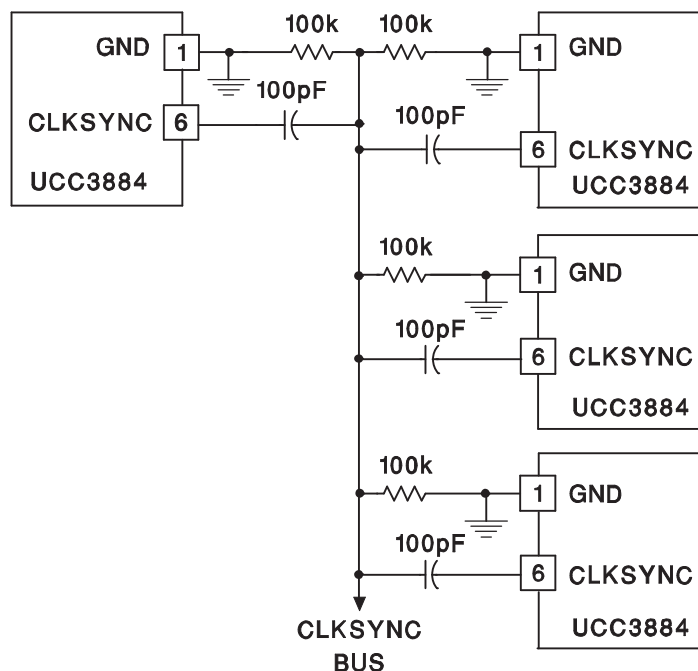 GND
1
100k
100k
1
GND
100pF
CLKSYNC
6
100pF
6
CLKSYNC
UCC3884
UCC3884
100k
1
GND
100pF
6
CLKSYNC
UCC3884
100k
1
GND
100pF
6
CLKSYNC
UCC3884
CLKSYNC
BUS